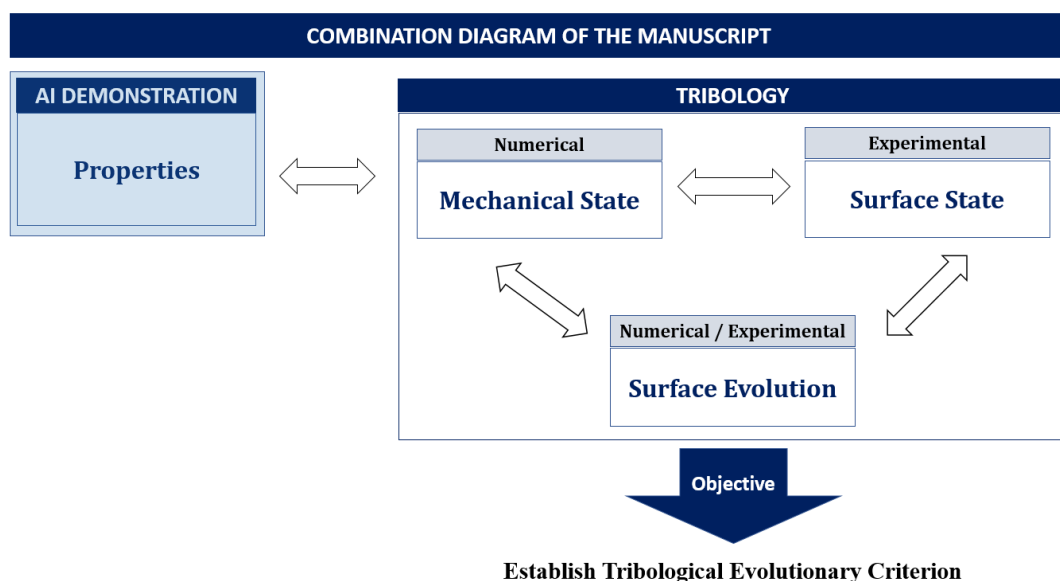 COMBINATION DIAGRAM OF THE MANUSCRIPT
AI DEMONSTRATION
Properties
TRIBOLOGY
Numerical
Mechanical State
Experimental
Surface State
Numerical / Experimental
Surface Evolution
Objective
Establish Tribological Evolutionary Criterion